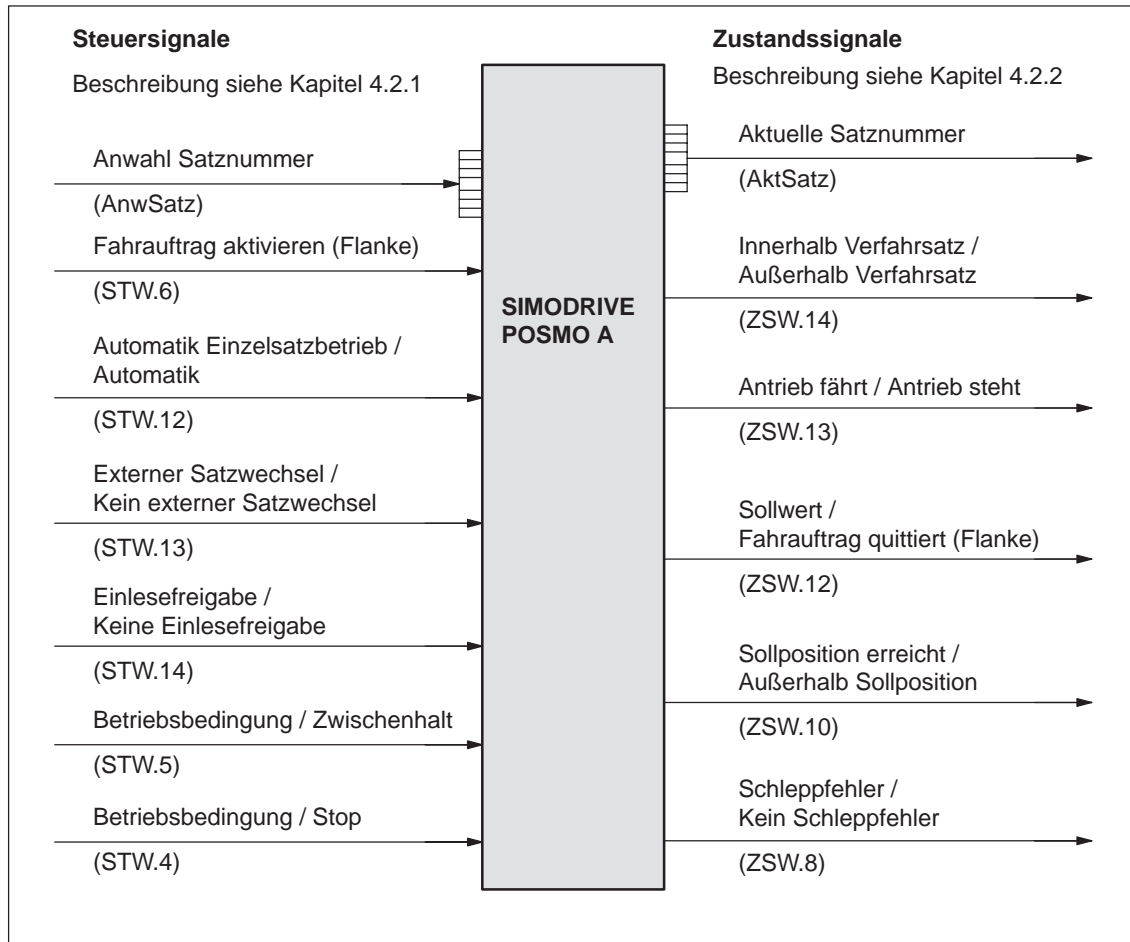 Steuersignale
Beschreibung siehe Kapitel 4.2.1
Anwahl Satznummer
(AnwSatz)
Fahrauftrag aktivieren (Flanke)
(STW.6)
Automatik Einzelsatzbetrieb /
Automatik
(STW.12)
Externer Satzwechsel /
Kein externer Satzwechsel
(STW.13)
Einlesefreigabe /
Keine Einlesefreigabe
(STW.14)
Betriebsbedingung / Zwischenhalt
(STW.5)
Betriebsbedingung / Stop
(STW.4)
SIMODRIVE
POSMO A
Zustandssignale
Beschreibung siehe Kapitel 4.2.2
Aktuelle Satznummer
(AktSatz)
Innerhalb Verfahrsatz /
Außerhalb Verfahrsatz
(ZSW.14)
Antrieb fährt / Antrieb steht
(ZSW.13)
Sollwert /
Fahrauftrag quittiert (Flanke)
(ZSW.12)
Sollposition erreicht /
Außerhalb Sollposition
(ZSW.10)
Schleppfehler /
Kein Schleppfehler
(ZSW.8)